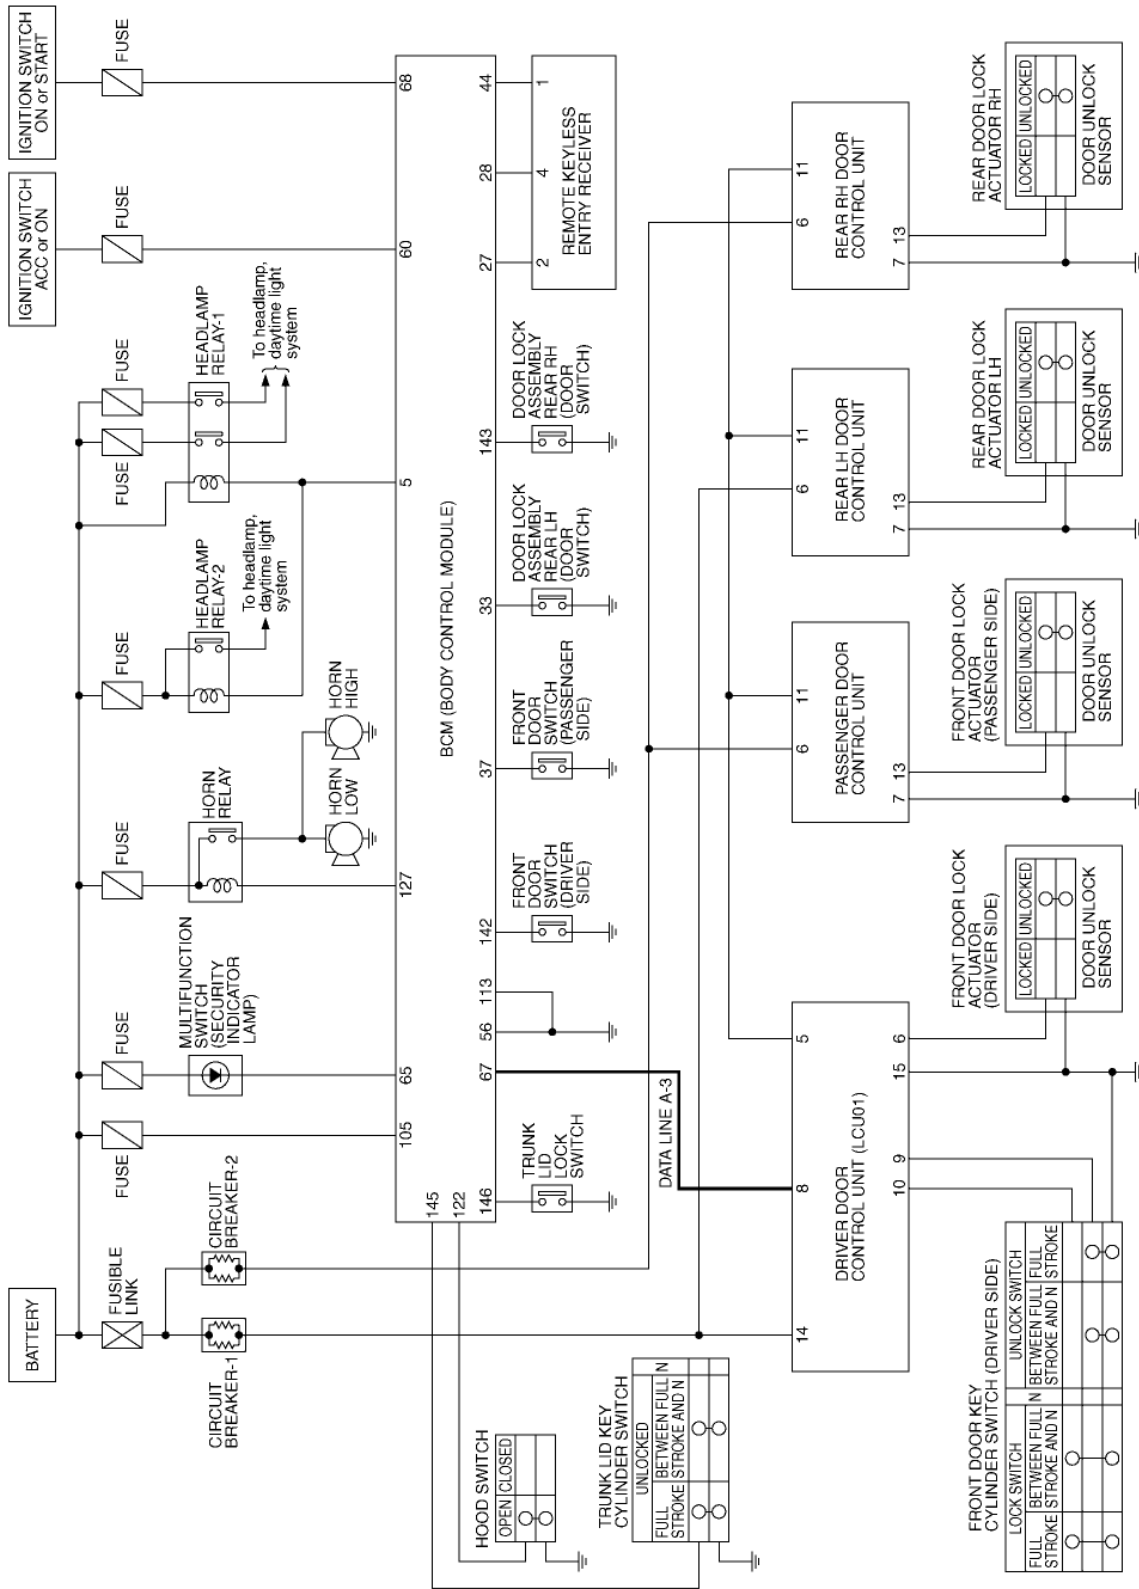 BATTERY
IGNITION SWITCH
ACC or ON
IGNITION SWITCH
ON or START
FUSIBLE
LINK
FUSE
FUSE
FUSE
FUSE
FUSE
FUSE
FUSE
FUSE
CIRCUIT
BREAKER-1
CIRCUIT
BREAKER-2
MULTIFUNCTION
SWITCH
(SECURITY
INDICATOR
LAMP)
HORN
RELAY
HEADLAMP
RELAY-2
HEADLAMP
RELAY-1
HORN
LOW
HORN
HIGH
To headlamp,
daytime light
system
To headlamp,
daytime light
system
105
65
127
5
60
68
BCM (BODY CONTROL MODULE)
145
122
146
67
56
113
142
37
33
143
27
28
44
TRUNK
LID
LOCK
SWITCH
FRONT
DOOR
SWITCH
(DRIVER
SIDE)
FRONT
DOOR
SWITCH
(PASSENGER
SIDE)
DOOR LOCK
ASSEMBLY
REAR LH
(DOOR
SWITCH)
DOOR LOCK
ASSEMBLY
REAR RH
(DOOR
SWITCH)
2
4
1
REMOTE KEYLESS
ENTRY RECEIVER
HOOD SWITCH
OPEN
CLOSED
TRUNK LID KEY
CYLINDER SWITCH
UNLOCKED
FULL
STROKE
BETWEEN FULL
STROKE AND N
N
DATA LINE A-3
14
8
5
DRIVER DOOR
CONTROL UNIT (LCU01)
10
9
15
6
6
11
PASSENGER DOOR
CONTROL UNIT
7
13
6
11
REAR LH DOOR
CONTROL UNIT
7
13
6
11
REAR RH DOOR
CONTROL UNIT
7
13
FRONT DOOR KEY
CYLINDER SWITCH (DRIVER SIDE)
LOCK SWITCH
N
UNLOCK SWITCH
FULL
STROKE
BETWEEN FULL
STROKE AND N
BETWEEN FULL
STROKE AND N
FULL
STROKE
FRONT DOOR LOCK
ACTUATOR
(DRIVER SIDE)
LOCKED
UNLOCKED
DOOR UNLOCK
SENSOR
FRONT DOOR LOCK
ACTUATOR
(PASSENGER SIDE)
LOCKED
UNLOCKED
DOOR UNLOCK
SENSOR
REAR DOOR LOCK
ACTUATOR LH
LOCKED
UNLOCKED
DOOR UNLOCK
SENSOR
REAR DOOR LOCK
ACTUATOR RH
LOCKED
UNLOCKED
DOOR UNLOCK
SENSOR